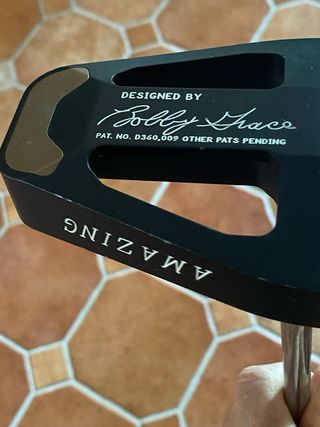 DESIGNED BY
Bobby Grace
PAT. NO. D360,009 OTHER PATS PENDING
AMAZING